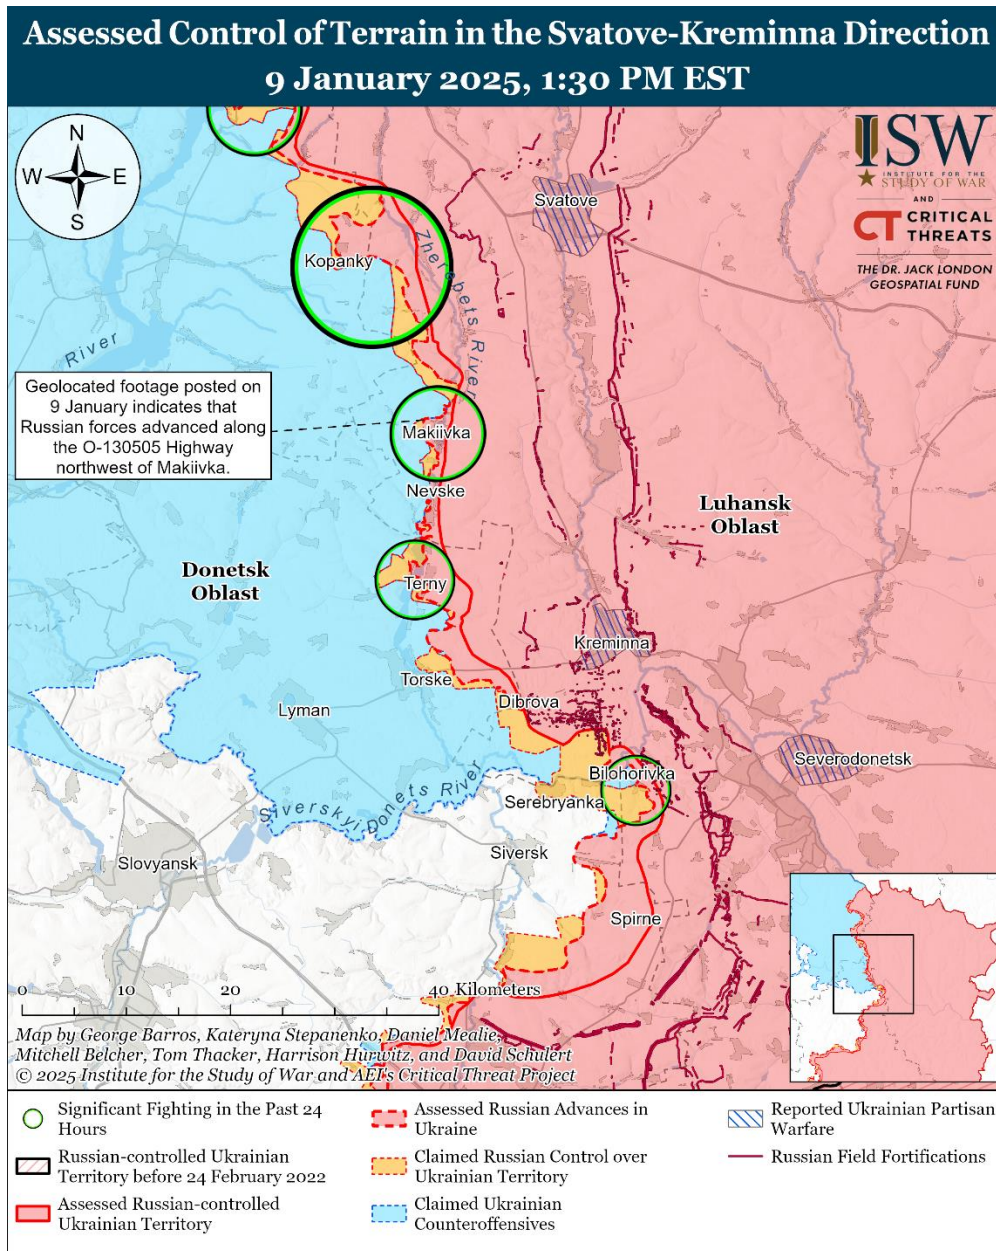 Assessed Control of Terrain in the Svatove-Kreminna Direction
9 January 2025, 1:30 PM EST
N
W E
S
ISW
INSTITUTE FOR THE
STUDY OF WAR
AND
CT CRITICAL
THREATS
THE DR. JACK LONDON
GEOSPATIAL FUND
Svatove
Kopanky
Zherebets River
River
Geolocated footage posted on
9 January indicates that
Russian forces advanced along
the O-130505 Highway
northwest of Makiivka.
Makiivka
Nevske
Luhansk
Oblast
Donetsk
Oblast
Terny
Kreminna
Torske
Dibrova
Lyman
Severodonetsk
Bilohorivka
Serebryanka
Siverskyi Donets River
Siversk
Slovyansk
Spirne
0 10 20 40 Kilometers
Map by George Barros, Kateryna Stepanenko, Daniel Mealie,
Mitchell Belcher, Tom Thacker, Harrison Hurwitz, and David Schulert
© 2025 Institute for the Study of War and AEI's Critical Threat Project
Significant Fighting in the Past 24
Hours
Russian-controlled Ukrainian
Territory before 24 February 2022
Assessed Russian-controlled
Ukrainian Territory
Assessed Russian Advances in
Ukraine
Claimed Russian Control over
Ukrainian Territory
Claimed Ukrainian
Counteroffensives
Reported Ukrainian Partisan
Warfare
Russian Field Fortifications